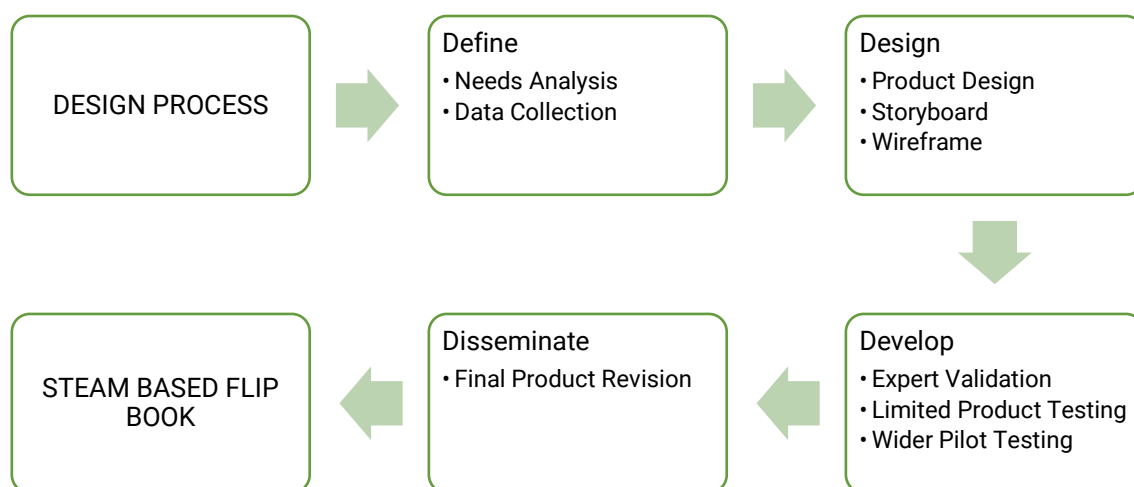 DESIGN PROCESS
Define
• Needs Analysis
• Data Collection
Design
• Product Design
• Storyboard
• Wireframe
Develop
• Expert Validation
• Limited Product Testing
• Wider Pilot Testing
Disseminate
• Final Product Revision
STEAM BASED FLIP
BOOK